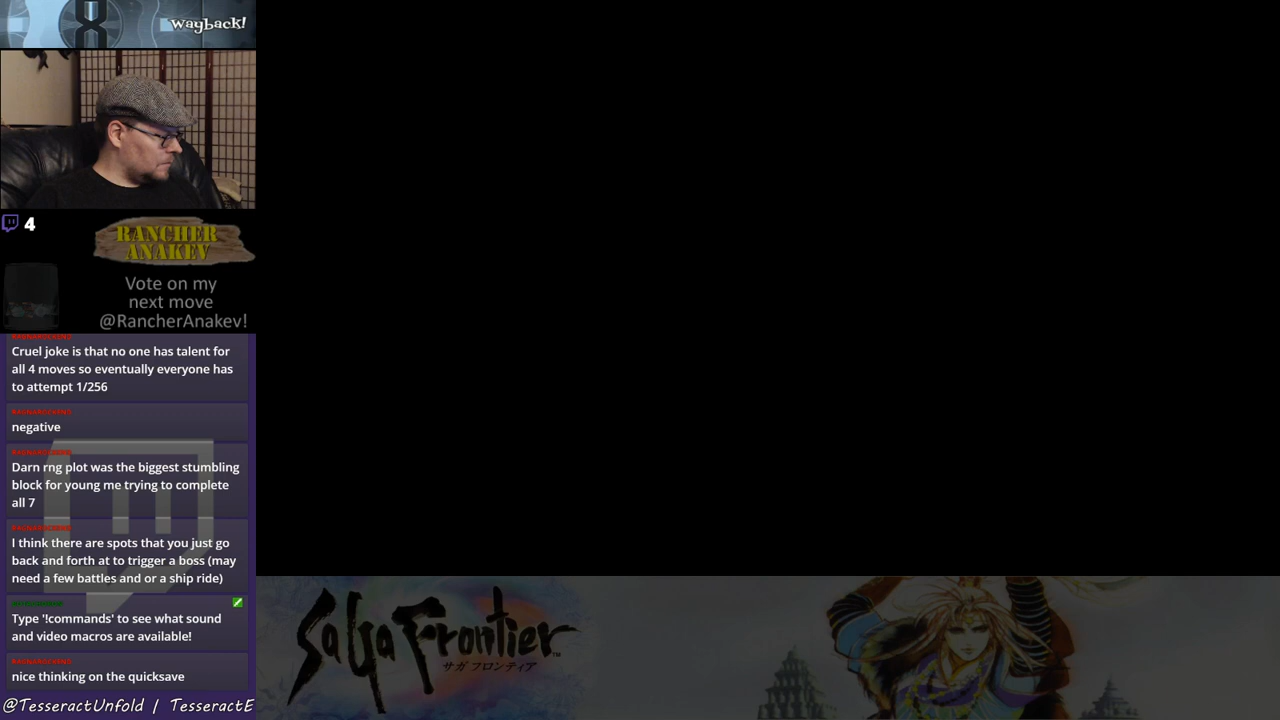 wayback!
4
RANCHER
ANAKEV
Vote on my
next move
@RancherAnakev!
RAGNAROCKING
Cruel joke is that no one has talent for
all 4 moves so eventually everyone has
to attempt 1/256
negative
Darn rng plot was the biggest stumbling
block for young me trying to complete
all 7
I think there are spots that you just go
back and forth at to trigger a boss (may
need a few battles and or a ship ride)
Type '!commands' to see what sound
and video macros are available!
nice thinking on the quicksave
@TesseractUnfold / TesseractE
SaGa Frontier
サガ フロンティア